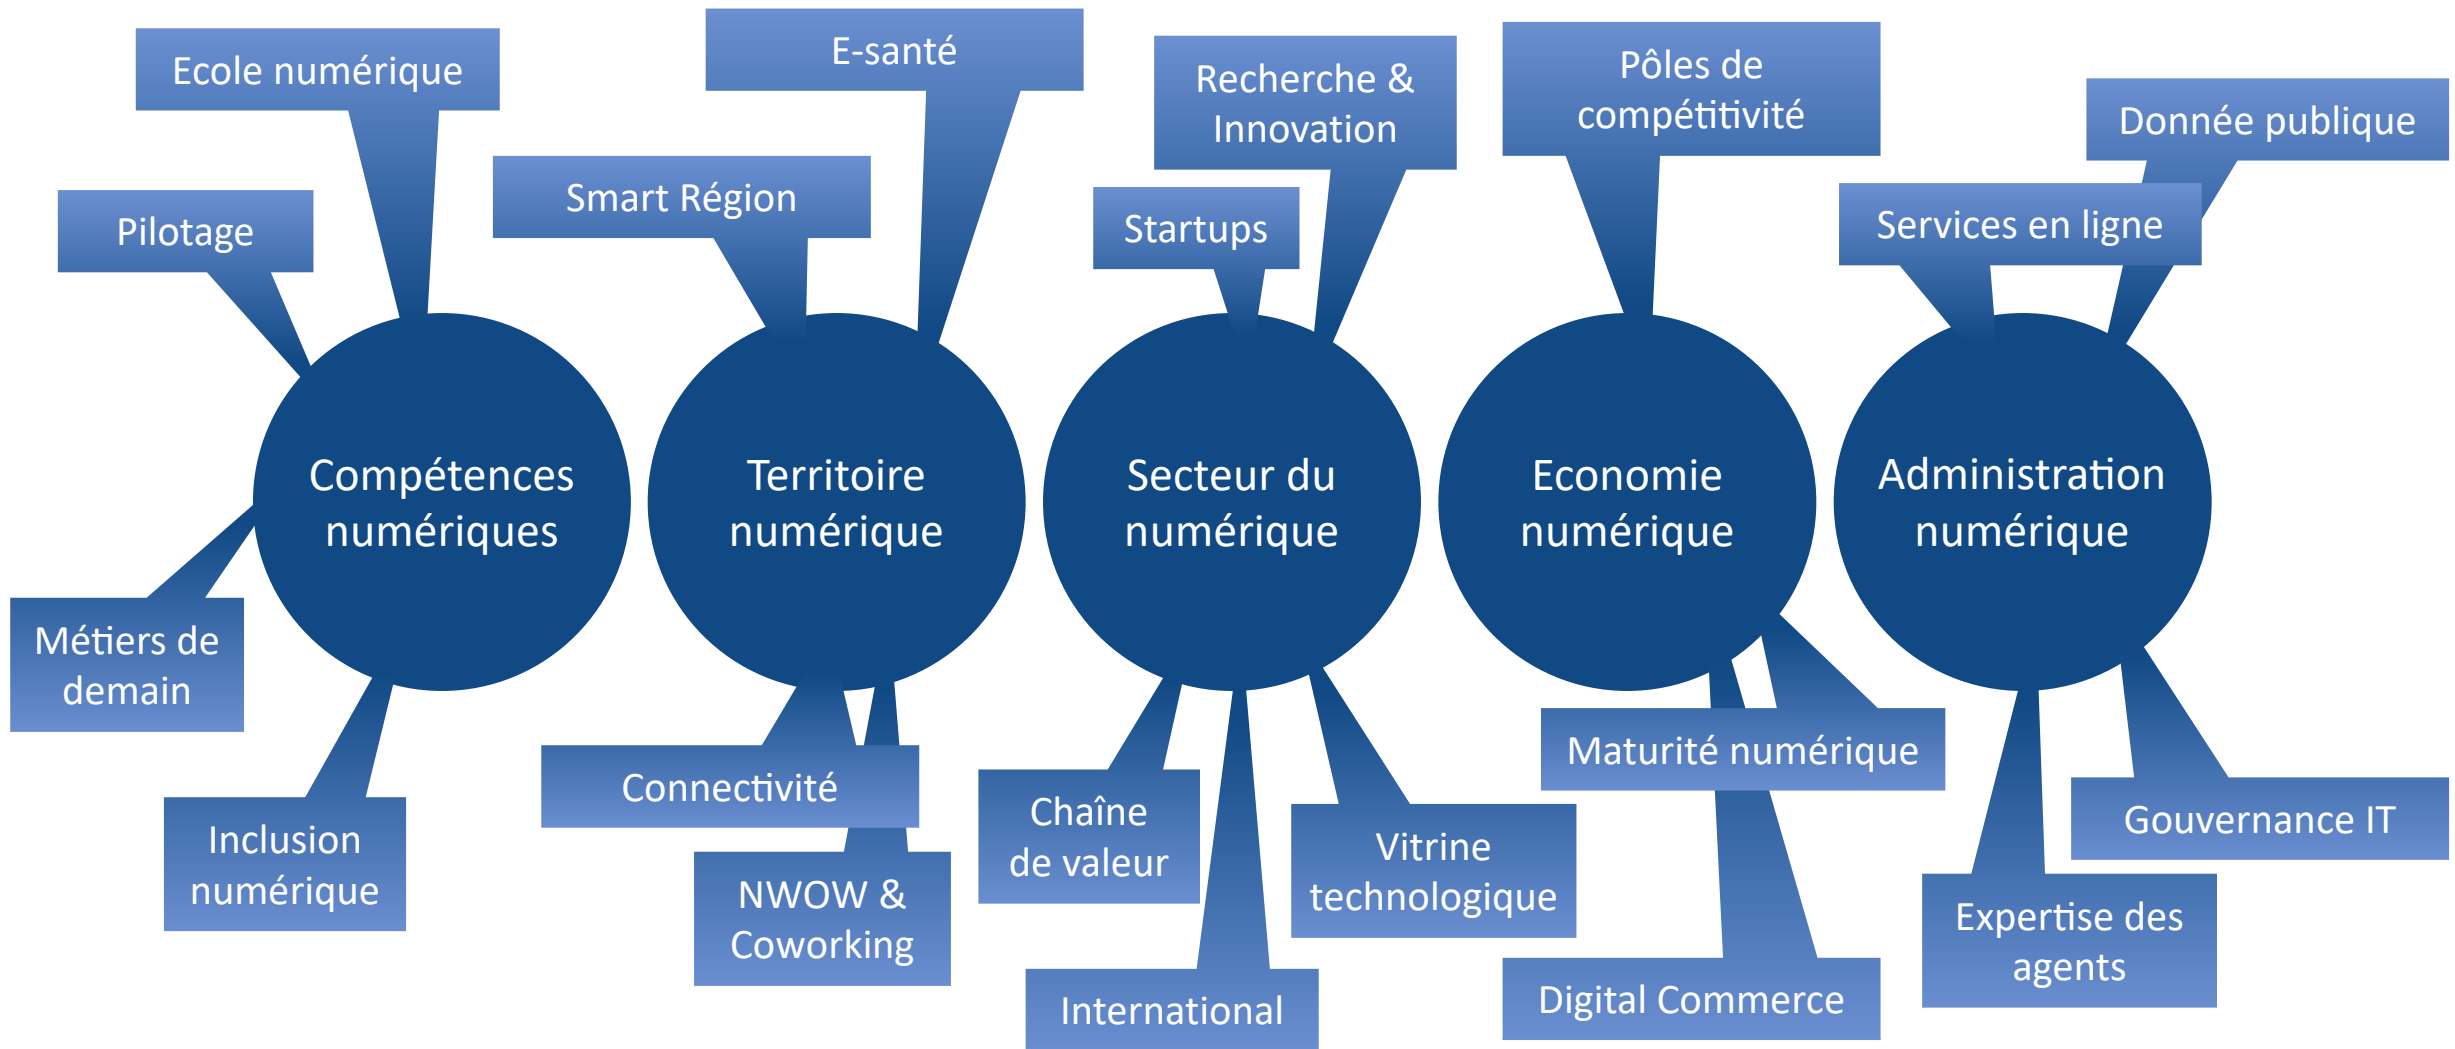 Ecole numérique
E-santé
Recherche &
Innovation
Pôles de
compétitivité
Donnée publique
Pilotage
Smart Région
Startups
Services en ligne
Compétences
numériques
Territoire
numérique
Secteur du
numérique
Economie
numérique
Administration
numérique
Métiers de
demain
Inclusion
numérique
Connectivité
NWOW &
Coworking
Chaîne
de valeur
International
Vitrine
technologique
Maturité numérique
Digital Commerce
Gouvernance IT
Expertise des
agents